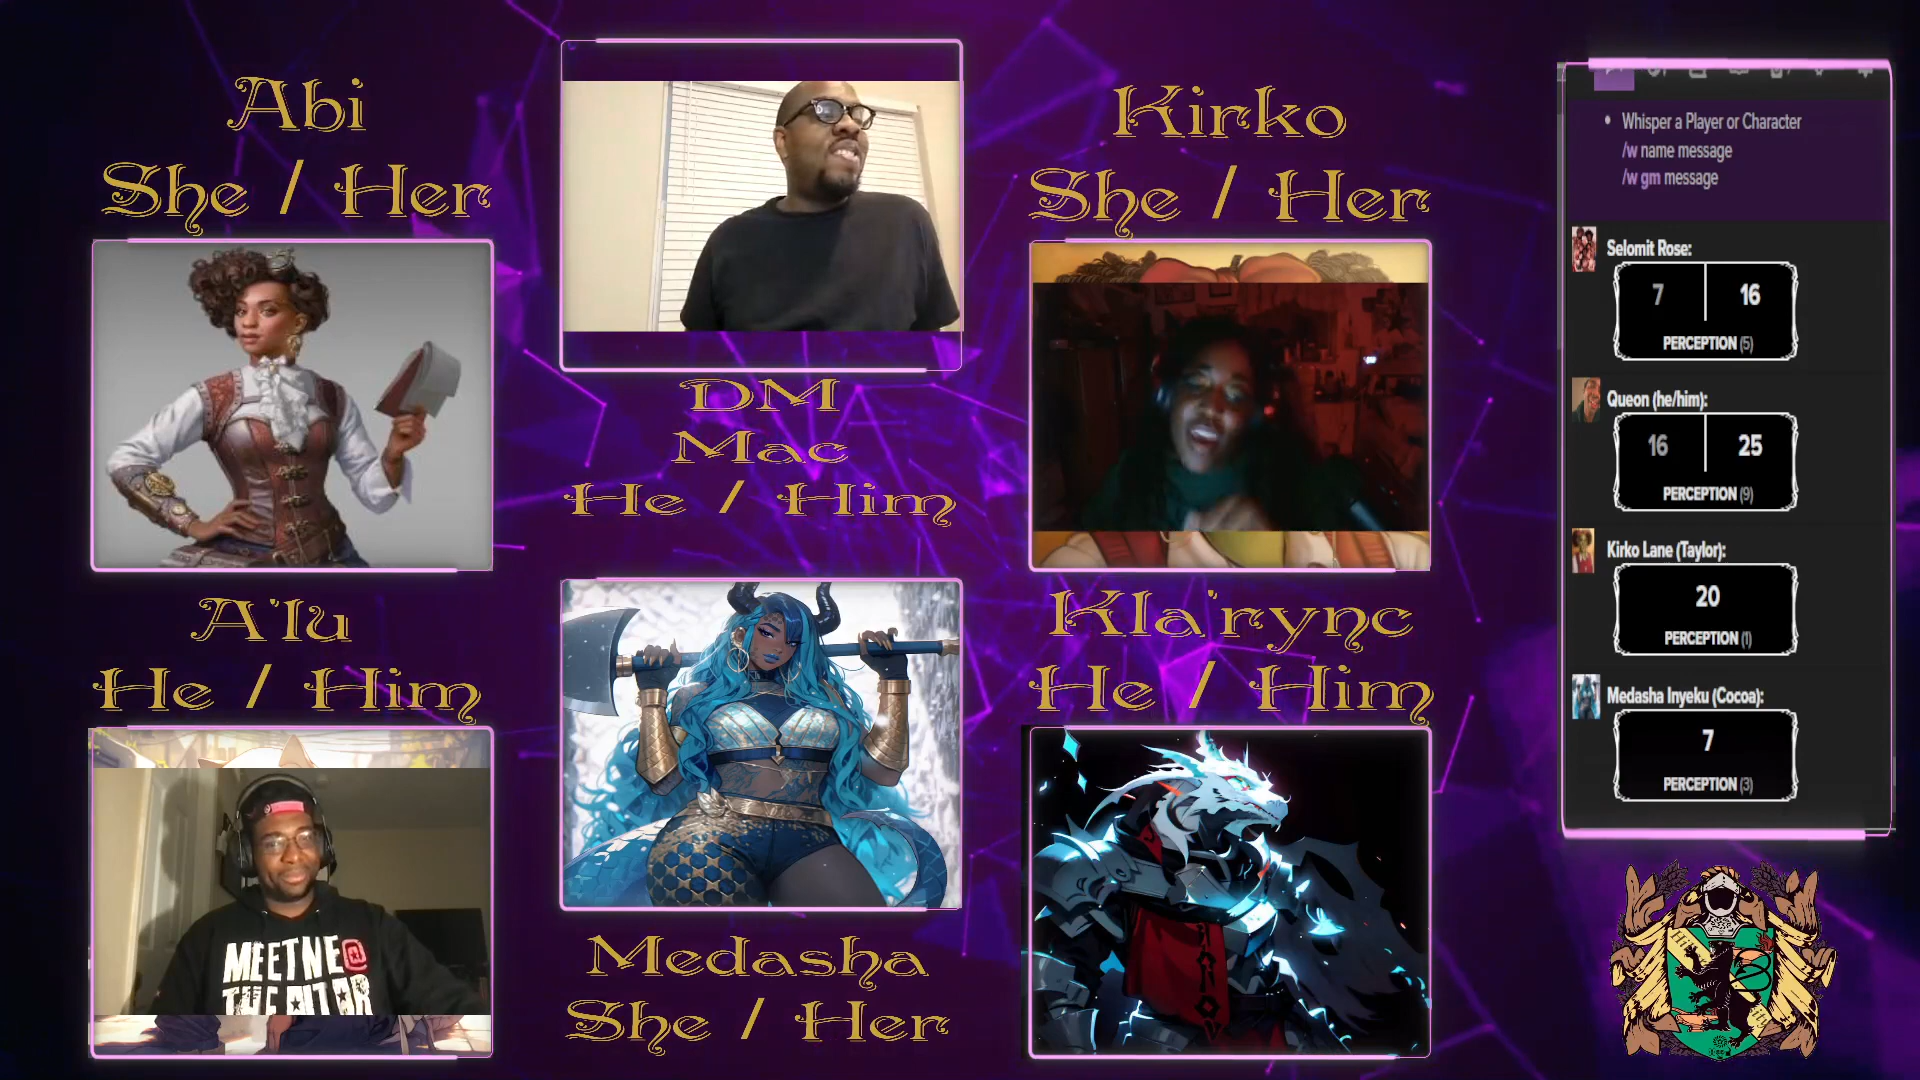 Abi
She / Her
DM
Mac
He / Him
Kirko
She / Her
A'lu
He / Him
MEETNEO
THE
Medasha
She / Her
Kla'rync
He / Him
Whisper a Player or Character
/w name message
/w gm message
Selomit Rose:
7 16
PERCEPTION (5)
Queon (he/him):
16 25
PERCEPTION (9)
Kirko Lane (Taylor):
20
PERCEPTION (1)
Medasha Inyeku (Cocoa):
7
PERCEPTION (3)